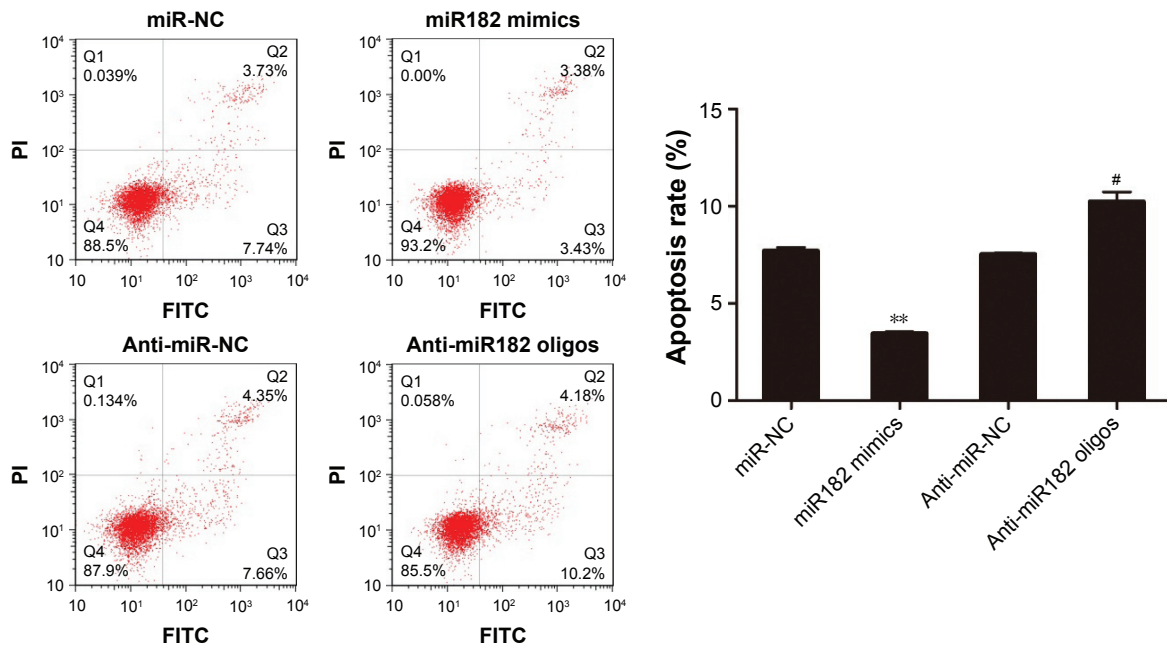 miR-NC
10⁴
10³
10²
10¹
10
PI
Q1
0.039%
Q2
3.73%
Q4
88.5%
Q3
7.74%
10
10¹
10²
10³
10⁴
FITC
miR182 mimics
10⁴
10³
10²
10¹
10
PI
Q1
0.00%
Q2
3.38%
Q4
93.2%
Q3
3.43%
10
10¹
10²
10³
10⁴
FITC
Anti-miR-NC
10⁴
10³
10²
10¹
10
PI
Q1
0.134%
Q2
4.35%
Q4
87.9%
Q3
7.66%
10
10¹
10²
10³
10⁴
FITC
Anti-miR182 oligos
10⁴
10³
10²
10¹
10
PI
Q1
0.058%
Q2
4.18%
Q4
85.5%
Q3
10.2%
10
10¹
10²
10³
10⁴
FITC
Apoptosis rate (%)
15
10
5
0
**
#
miR-NC
miR182 mimics
Anti-miR-NC
Anti-miR182 oligos